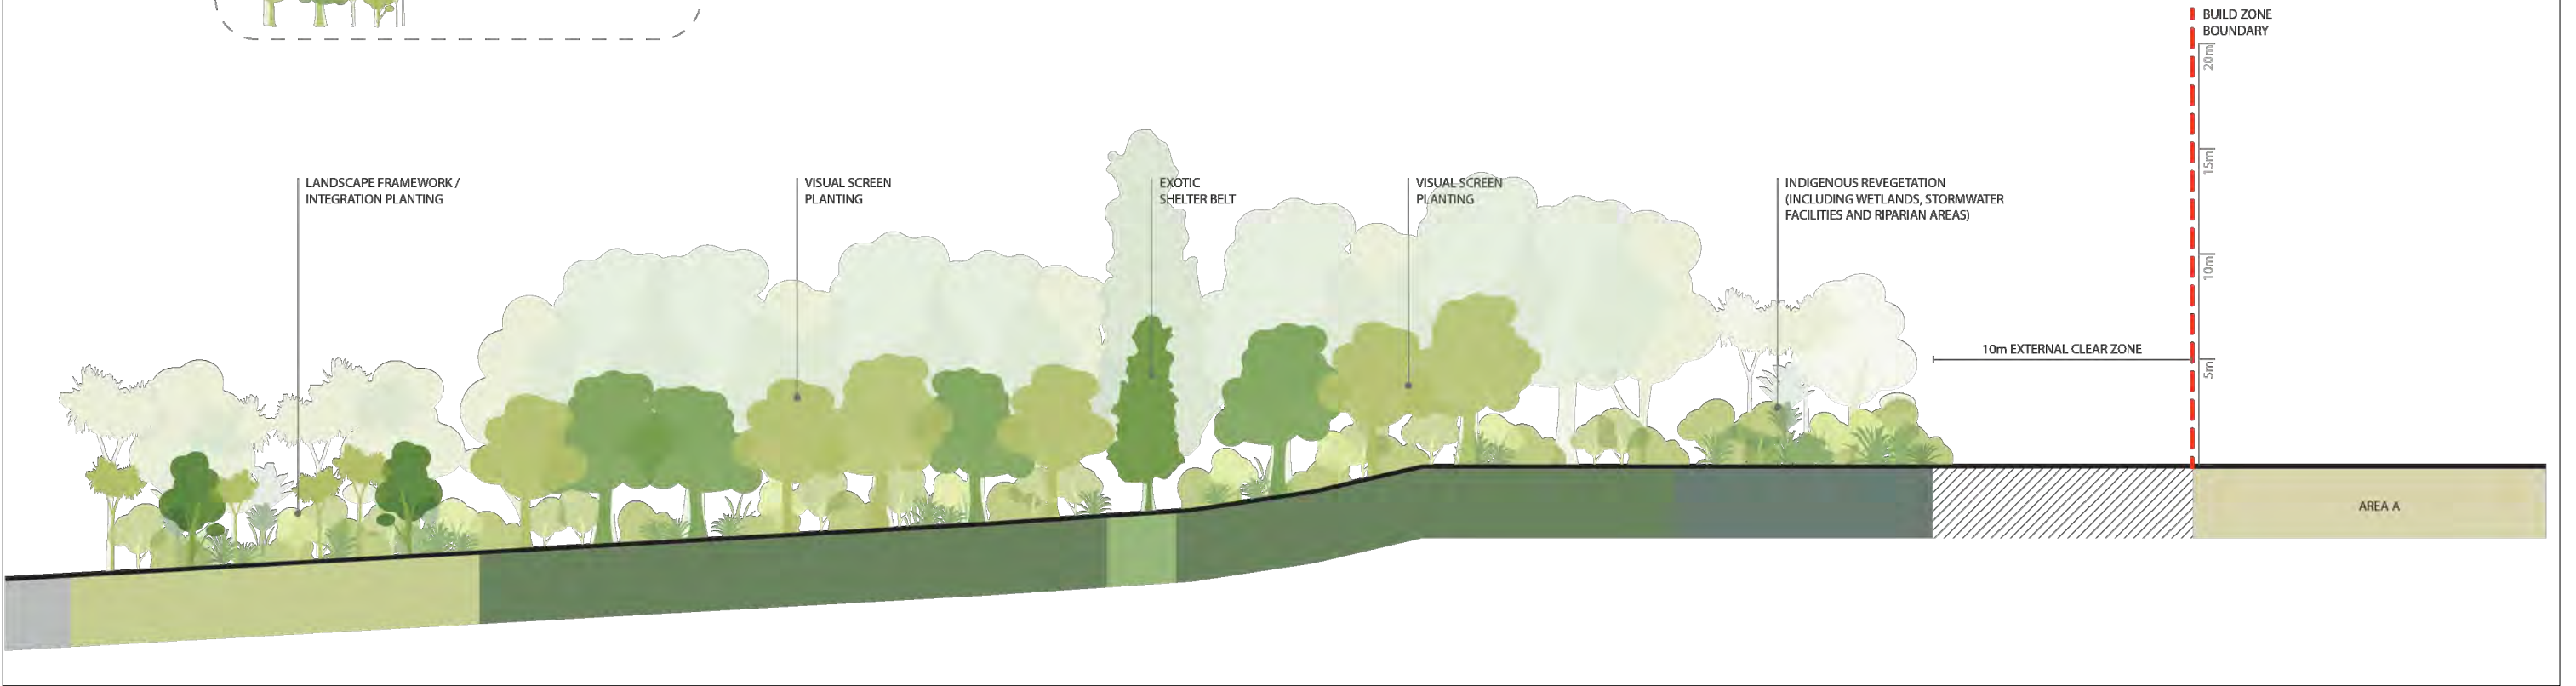 BUILD ZONE
BOUNDARY
20m
15m
10m
5m
LANDSCAPE FRAMEWORK /
INTEGRATION PLANTING
VISUAL SCREEN
PLANTING
EXOTIC
SHELTER BELT
VISUAL SCREEN
PLANTING
INDIGENOUS REVEGETATION
(INCLUDING WETLANDS, STORMWATER
FACILITIES AND RIPARIAN AREAS)
10m EXTERNAL CLEAR ZONE
AREA A